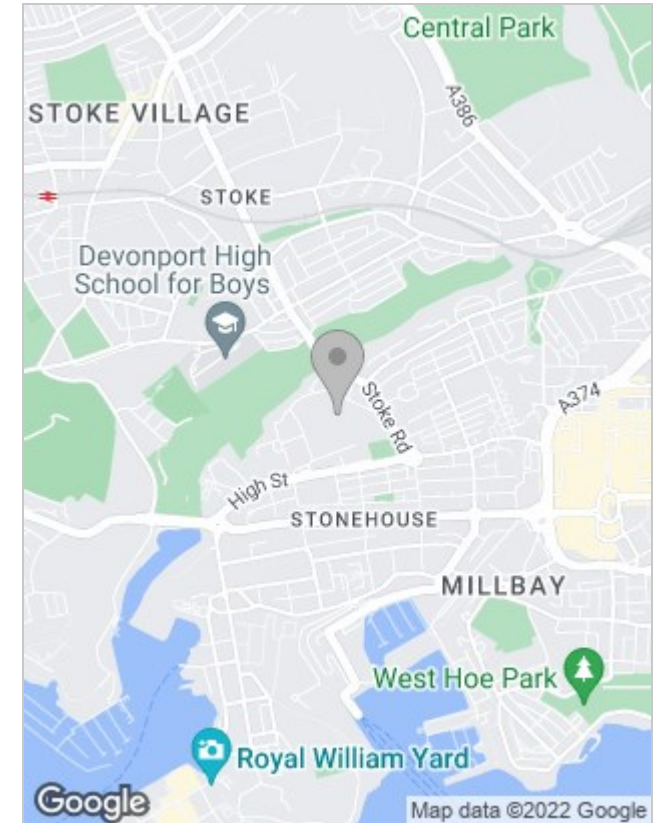 Central Park
A386
STOKE VILLAGE
STOKE
Devonport High
School for Boys
Stoke Rd
A374
High St
STONEHOUSE
MILLBAY
West Hoe Park
Royal William Yard
Google
Map data ©2022 Google